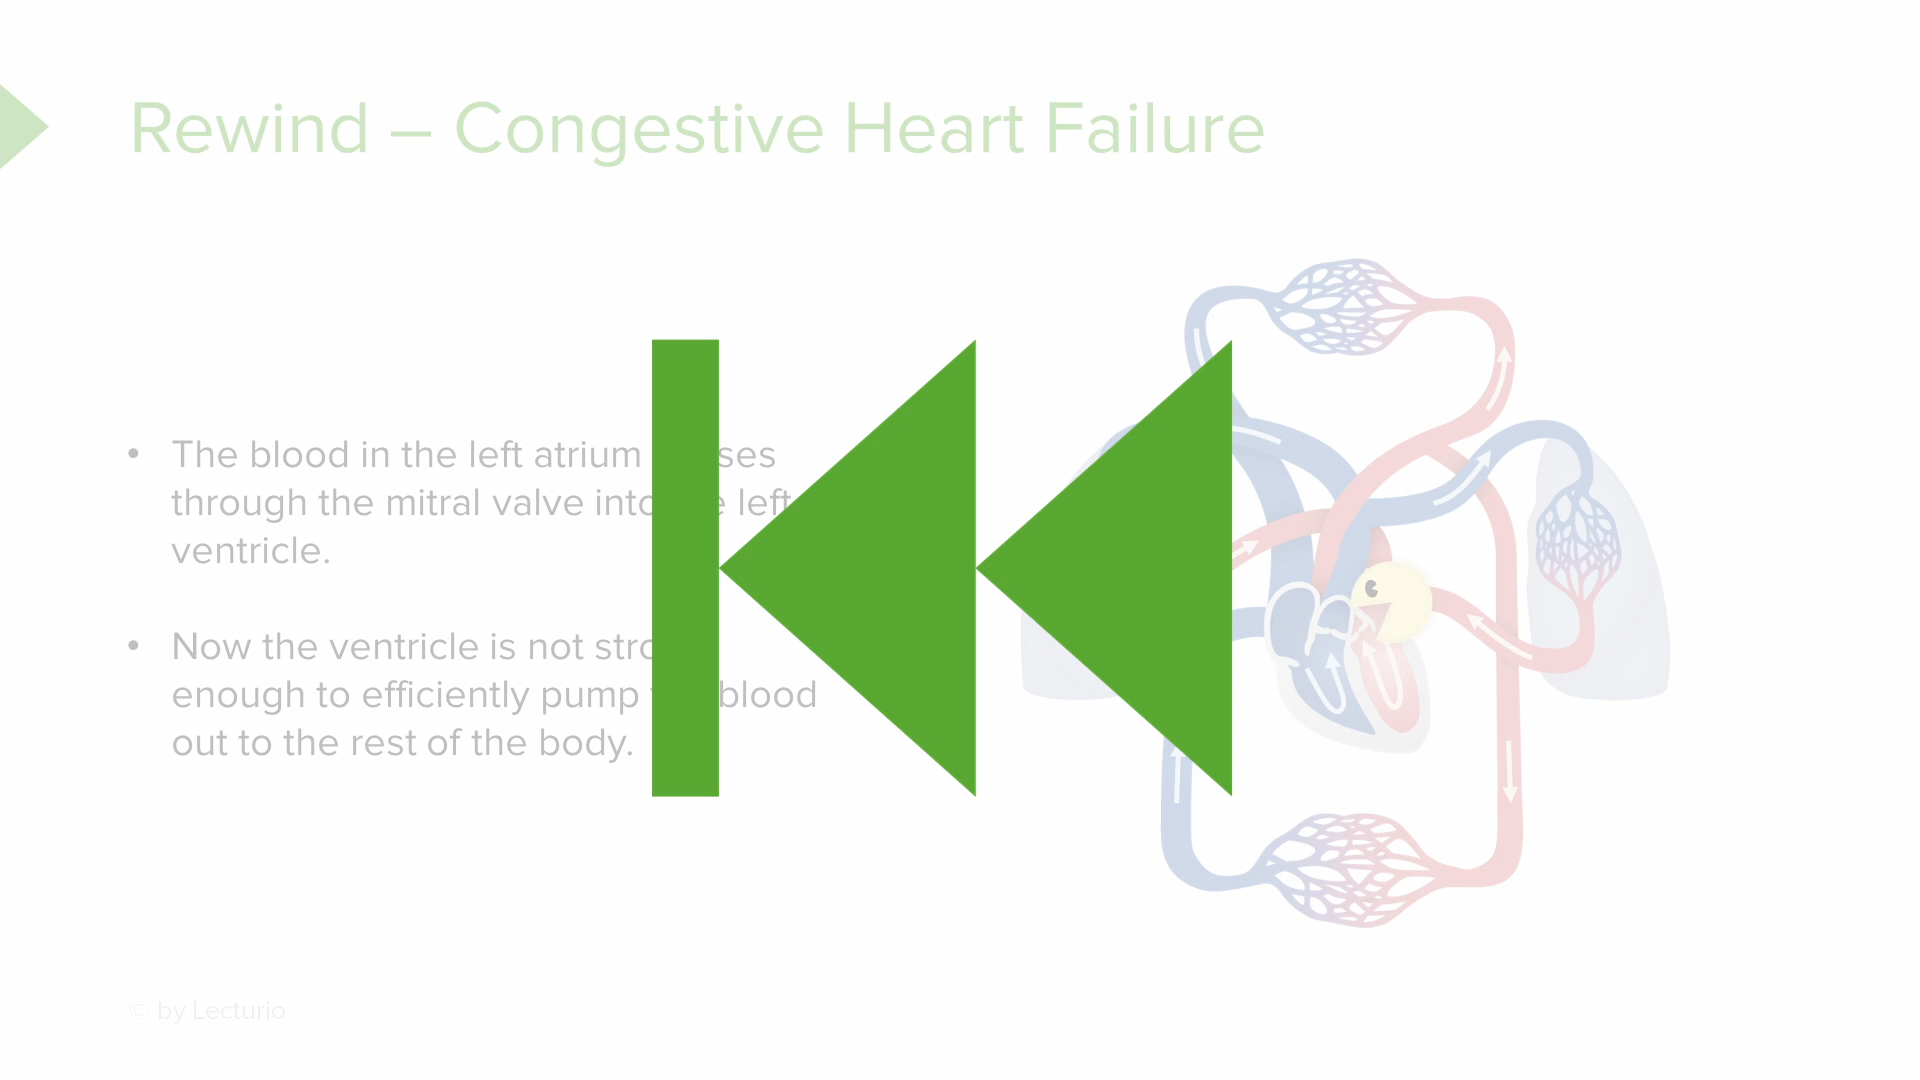 Rewind – Congestive Heart Failure
• The blood in the left atrium ses
through the mitral valve into left
ventricle.
• Now the ventricle is not
enough to efficiently pump blood
out to the rest of the body.
© by Lecturio